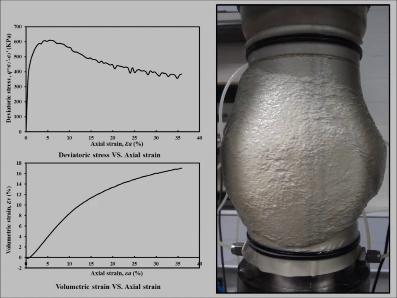 Deviatoric stress, q=σ'₁-σ'₃ (KPa)
700
600
500
400
300
200
100
0
0 5 10 15 20 25 30 35 40
Axial strain, εa (%)
Deviatoric stress VS. Axial strain
Volumetric strain, εv (%)
18
16
14
12
10
8
6
4
2
0
-2
0 5 10 15 20 25 30 35 40
Axial strain, εa (%)
Volumetric strain VS. Axial strain